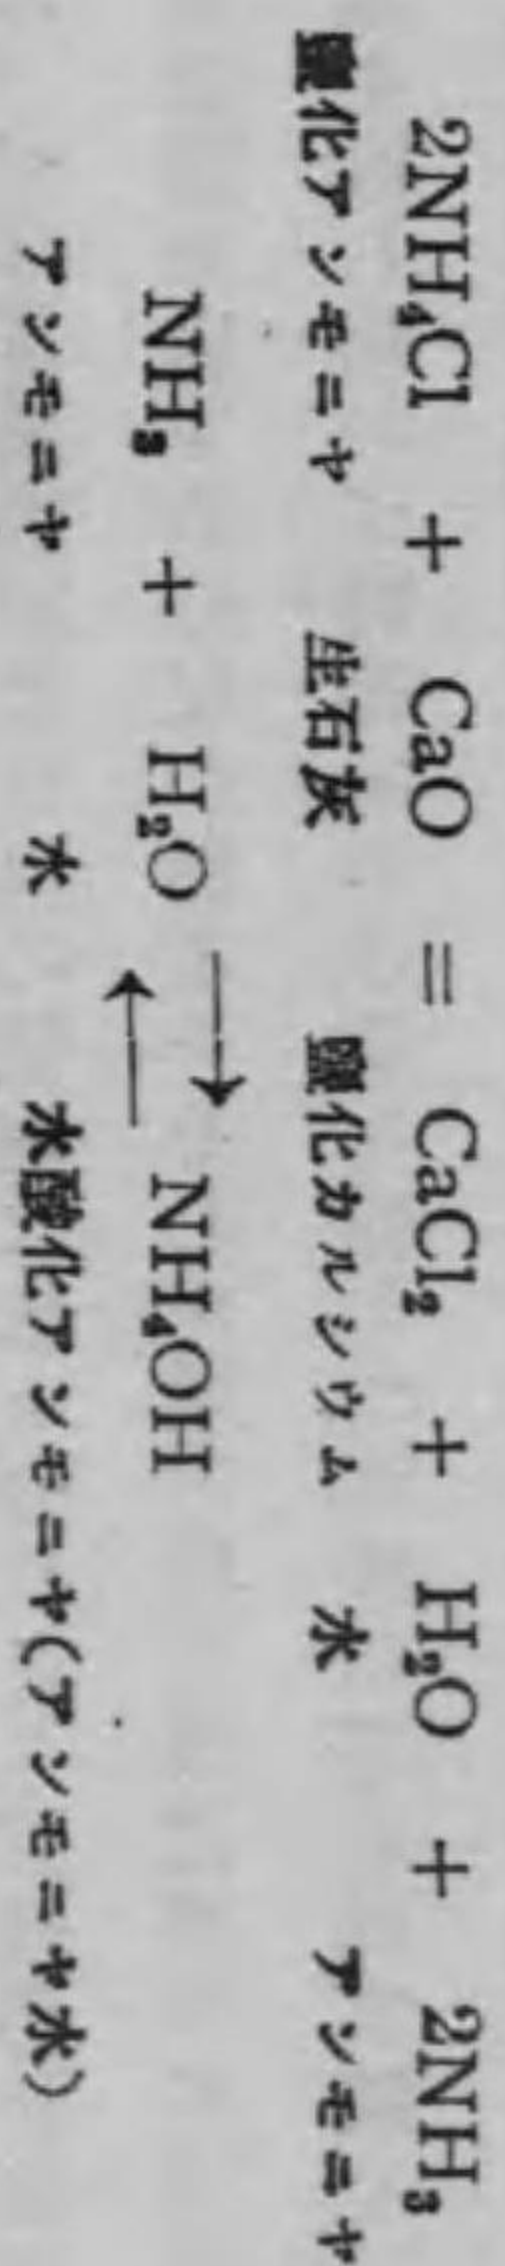 2NH₄Cl + CaO = CaCl₂ + H₂O + 2NH₃
鹽化アンモニヤ 生石灰 鹽化カルシウム 水 アンモニヤ
NH₃ + H₂O ⇄ NH₄OH
アンモニヤ 水 水酸化アンモニヤ(アンモニヤ水)